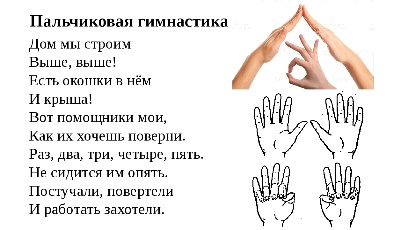 Пальчиковая гимнастика
Дом мы строим
Выше, выше!
Есть окошки в нём
И крыша!
Вот помощники мои,
Как их хочешь поверни.
Раз, два, три, четыре, пять.
Не сидится им опять.
Постучали, повертели
И работать захотели.